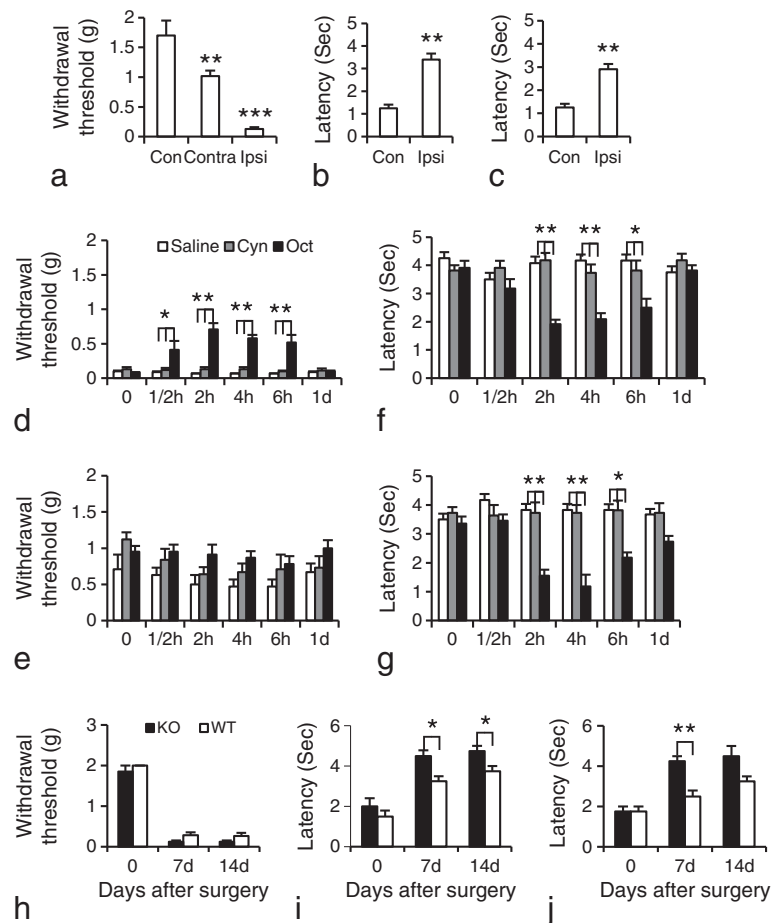 Withdrawal threshold (g)
2
1.5
1
0.5
0
**
***
Con Contra Ipsi
a
Latency (Sec)
5
4
3
2
1
0
**
Con Ipsi
b
Latency (Sec)
5
4
3
2
1
0
**
Con Ipsi
c
Withdrawal threshold (g)
2
1.5
1
0.5
0
Saline Cyn Oct
* ** ** **
0 1/2h 2h 4h 6h 1d
d
Latency (Sec)
5
4
3
2
1
0
** ** *
0 1/2h 2h 4h 6h 1d
f
Withdrawal threshold (g)
2
1.5
1
0.5
0
0 1/2h 2h 4h 6h 1d
e
Latency (Sec)
5
4
3
2
1
0
** ** *
0 1/2h 2h 4h 6h 1d
g
Withdrawal threshold (g)
3
2
1
0
KO WT
0 7d 14d
Days after surgery
h
Latency (Sec)
6
4
2
0
* *
0 7d 14d
Days after surgery
i
Latency (Sec)
6
4
2
0
**
0 7d 14d
Days after surgery
j